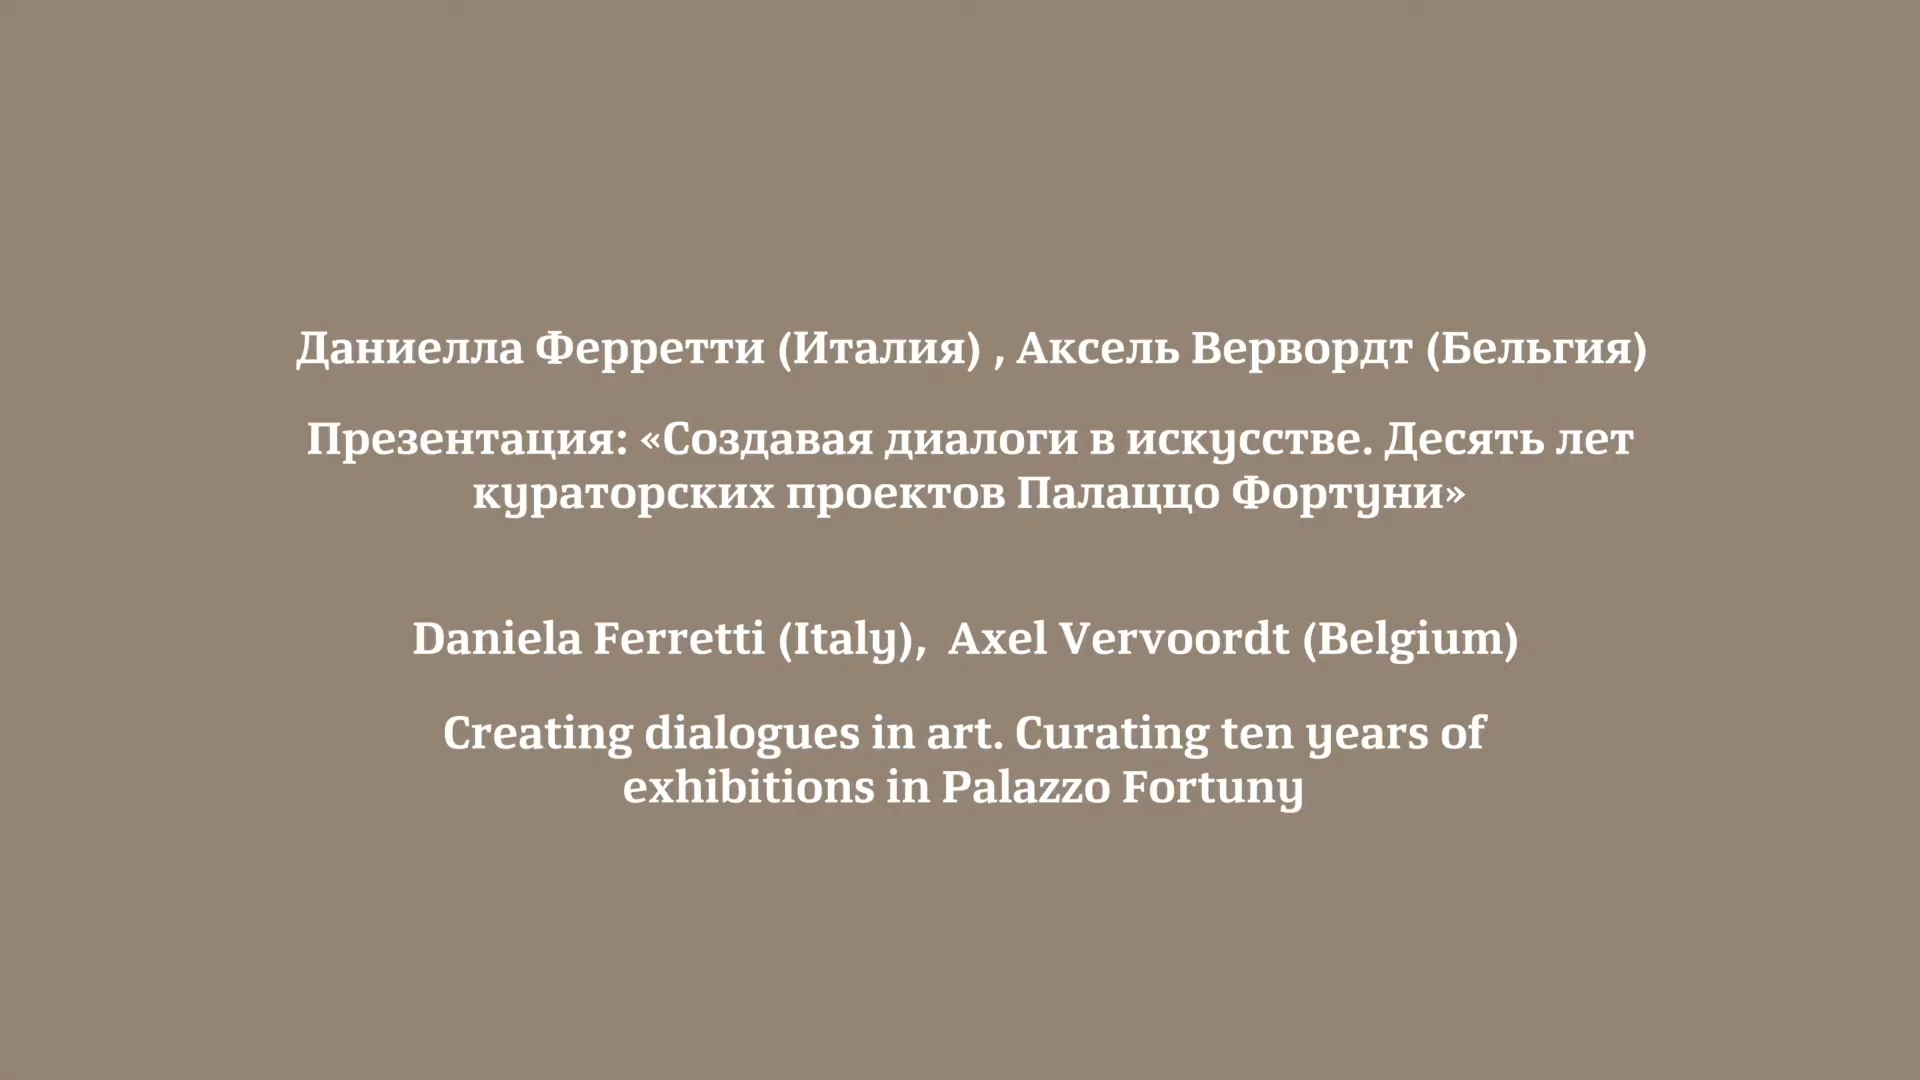 Даниелла Ферретти (Италия) , Аксель Вервордт (Бельгия)
Презентация: «Создавая диалоги в искусстве. Десять лет
кураторских проектов Палаццо Фортуни»
Daniela Ferretti (Italy),  Axel Vervoordt (Belgium)
Creating dialogues in art. Curating ten years of
exhibitions in Palazzo Fortuny